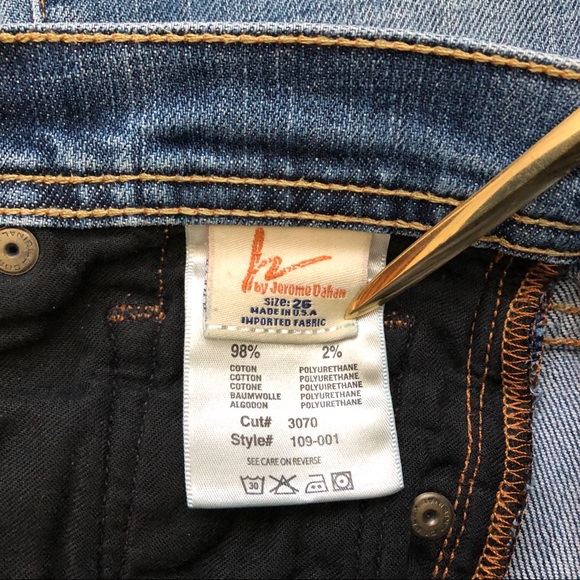 by Jerome Dahan
SIZE: 26
MADE IN U.S.A
IMPORTED FABRIC
98% 2%
COTON POLYURETHANE
COTTON POLYURETHANE
COTONE POLYURETHANE
BAUMWOLLE POLYURETHANE
ALGODON POLYURETHANE
Cut# 3070
Style# 109-001
SEE CARE ON REVERSE
30